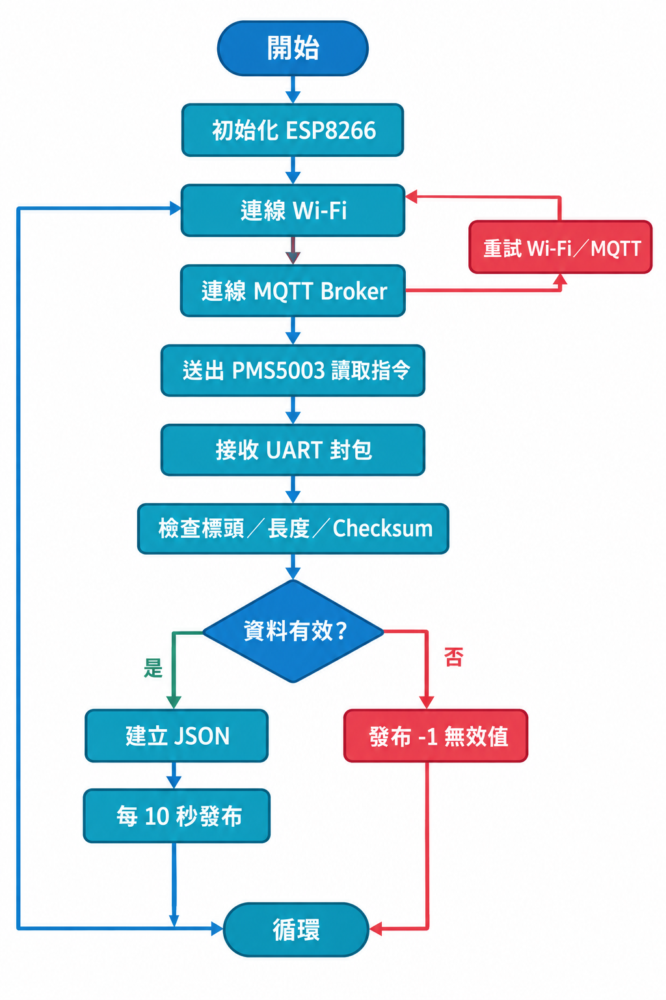 開始
初始化 ESP8266
連線 Wi-Fi
重試 Wi-Fi／MQTT
連線 MQTT Broker
送出 PMS5003 讀取指令
接收 UART 封包
檢查標頭／長度／Checksum
資料有效？
是
否
建立 JSON
發布 -1 無效值
每 10 秒發布
循環